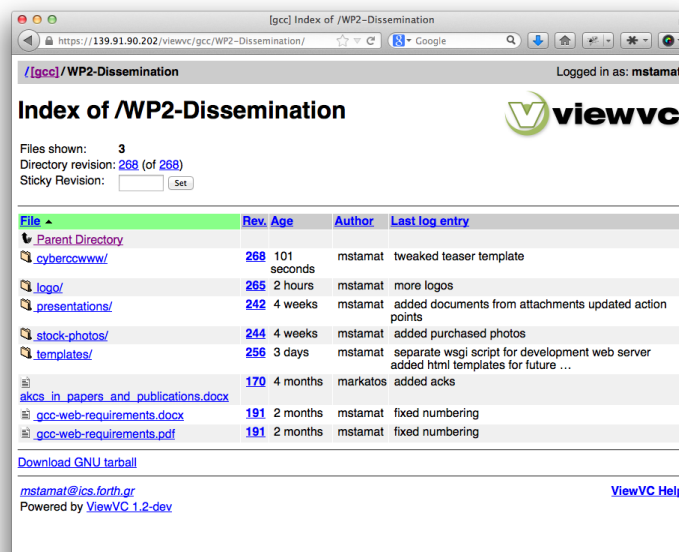 [gcc] Index of /WP2-Dissemination
https://139.91.90.202/viewvc/gcc/WP2-Dissemination/ Google
/[gcc]/WP2-Dissemination Logged in as: mstamat
Index of /WP2-Dissemination
viewvc
Files shown: 3
Directory revision: 268 (of 268)
Sticky Revision: Set
File Rev. Age Author Last log entry
Parent Directory
cyberccwww/ 268 101 seconds mstamat tweaked teaser template
logo/ 265 2 hours mstamat more logos
presentations/ 242 4 weeks mstamat added documents from attachments updated action points
stock-photos/ 244 4 weeks mstamat added purchased photos
templates/ 256 3 days mstamat separate wsgi script for development web server added html templates for future …
akcs_in_papers_and_publications.docx 170 4 months markatos added acks
gcc-web-requirements.docx 191 2 months mstamat fixed numbering
gcc-web-requirements.pdf 191 2 months mstamat fixed numbering
Download GNU tarball
mstamat@ics.forth.gr ViewVC Help
Powered by ViewVC 1.2-dev